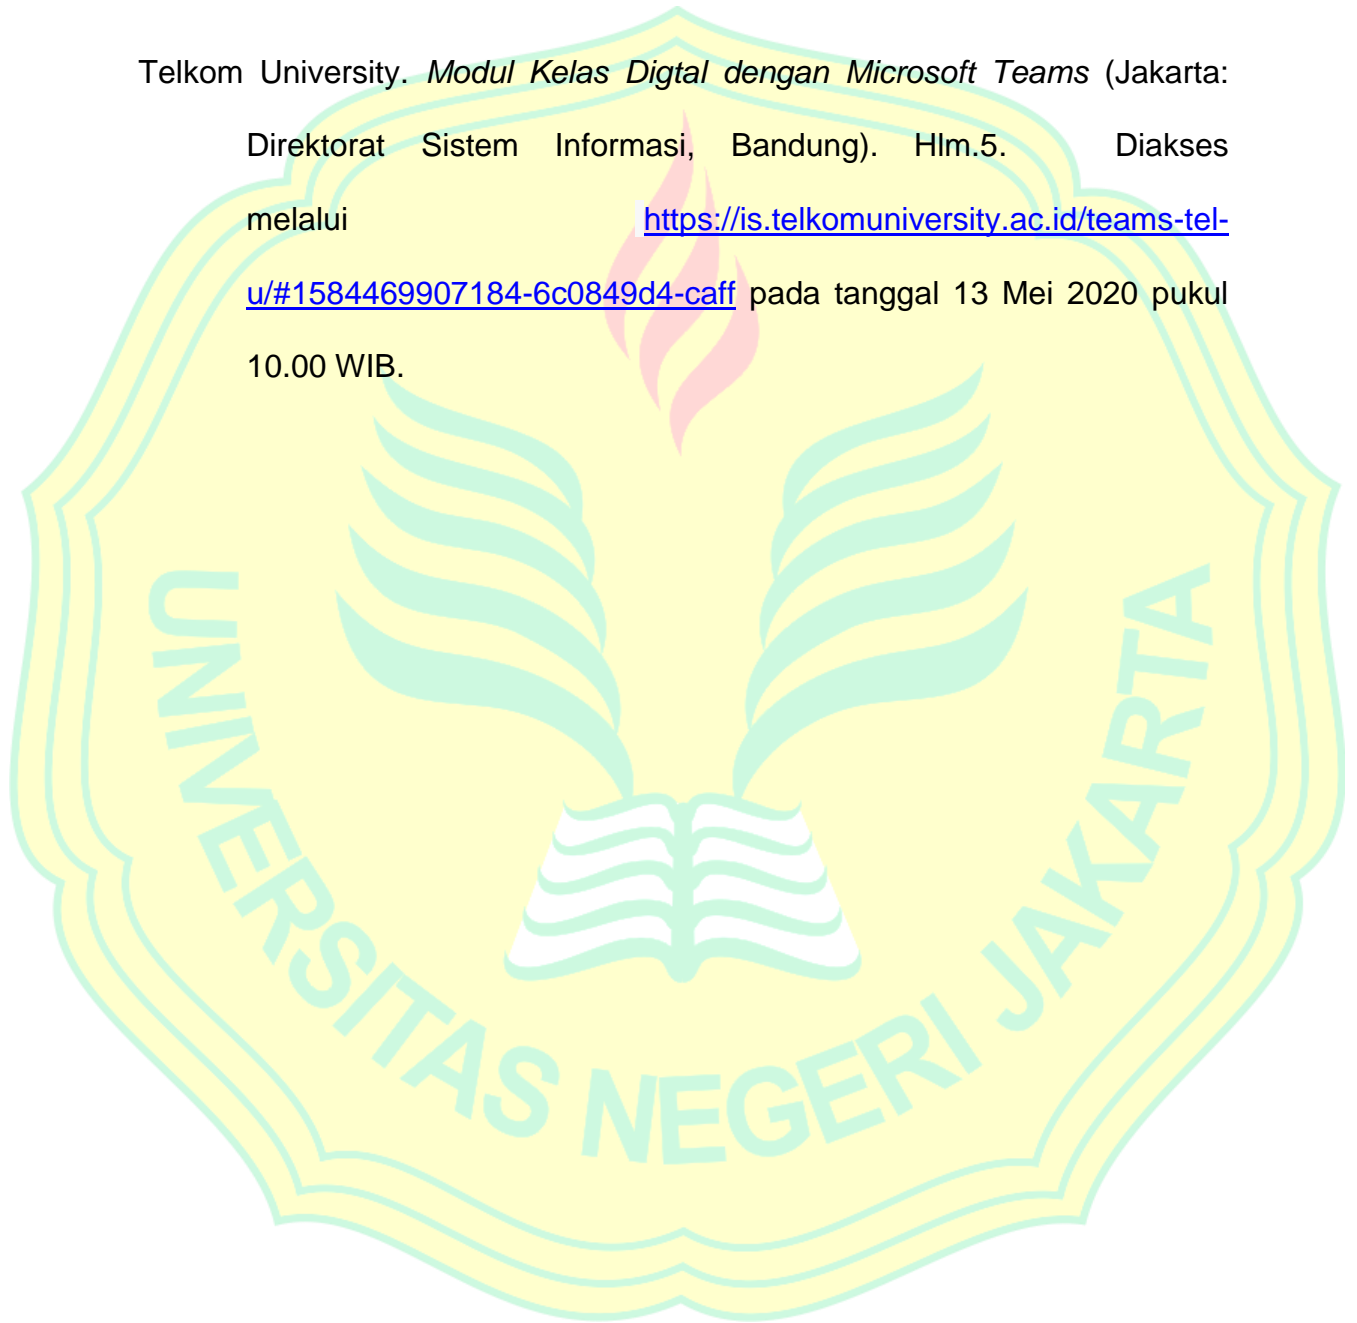 Telkom University. Modul Kelas Digtal dengan Microsoft Teams (Jakarta:
Direktorat Sistem Informasi, Bandung). Hlm.5. Diakses
melalui https://is.telkomuniversity.ac.id/teams-tel-
u/#1584469907184-6c0849d4-caff pada tanggal 13 Mei 2020 pukul
10.00 WIB.
UNIVERSITAS NEGERI JAKARTA